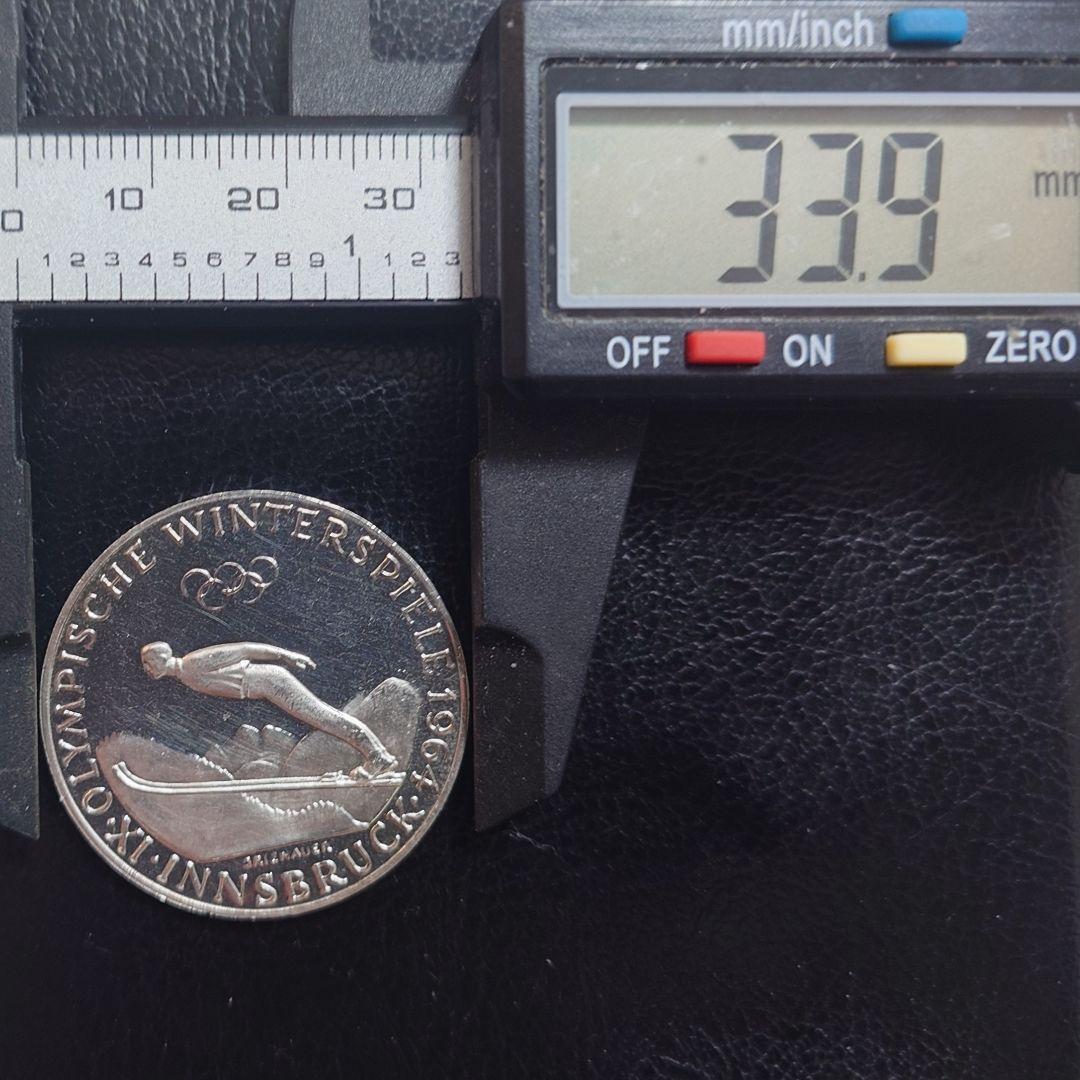 mm/inch
33.9
mm
OFF ON ZERO
0 10 20 30
1 2 3 4 5 6 7 8 9 1 1 2 3
·XI· OLYMPISCHE WINTERSPIELE 1964·
INNSBRUCK